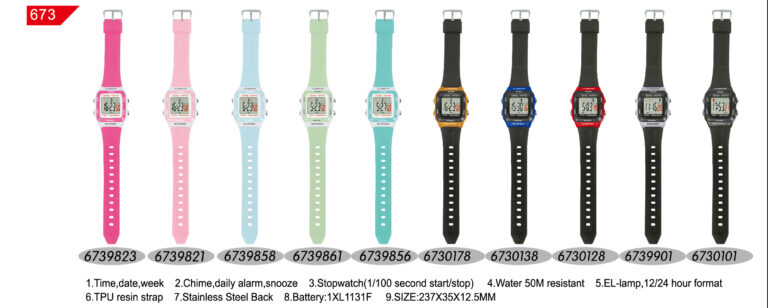 673
6739823 6739821 6739858 6739861 6739856 6730178 6730138 6730128 6739901 6730101
1.Time,date,week 2.Chime,daily alarm,snooze 3.Stopwatch(1/100 second start/stop) 4.Water 50M resistant 5.EL-lamp,12/24 hour format
6.TPU resin strap 7.Stainless Steel Back 8.Battery:1XL1131F 9.SIZE:237X35X12.5MM